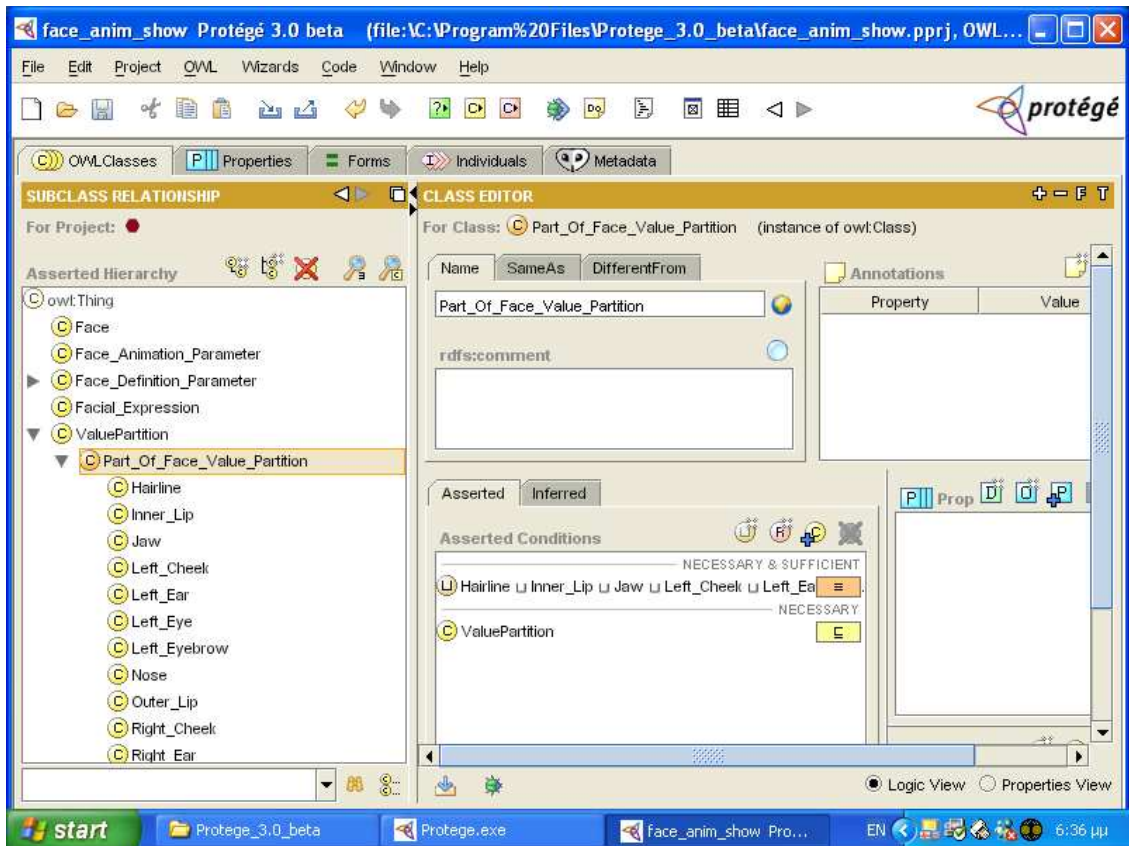 face_anim_show Protégé 3.0 beta (file:\C:\Program%20Files\Protege_3.0_beta\face_anim_show.pprj, OWL...
File Edit Project OWL Wizards Code Window Help
protégé
OWLClasses Properties Forms Individuals Metadata
SUBCLASS RELATIONSHIP
For Project:
Asserted Hierarchy
owl:Thing
Face
Face_Animation_Parameter
Face_Definition_Parameter
Facial_Expression
ValuePartition
Part_Of_Face_Value_Partition
Hairline
Inner_Lip
Jaw
Left_Cheek
Left_Ear
Left_Eye
Left_Eyebrow
Nose
Outer_Lip
Right_Cheek
Right_Ear
CLASS EDITOR
F T
For Class: Part_Of_Face_Value_Partition (instance of owl:Class)
Name SameAs DifferentFrom
Part_Of_Face_Value_Partition
rdfs:comment
Annotations
Property Value
Asserted Inferred
Asserted Conditions
NECESSARY & SUFFICIENT
Hairline ⊔ Inner_Lip ⊔ Jaw ⊔ Left_Cheek ⊔ Left_Ea
NECESSARY
ValuePartition
Prop
Logic View Properties View
start Protege_3.0_beta Protege.exe face_anim_show Pro... EN 6:36 μμ